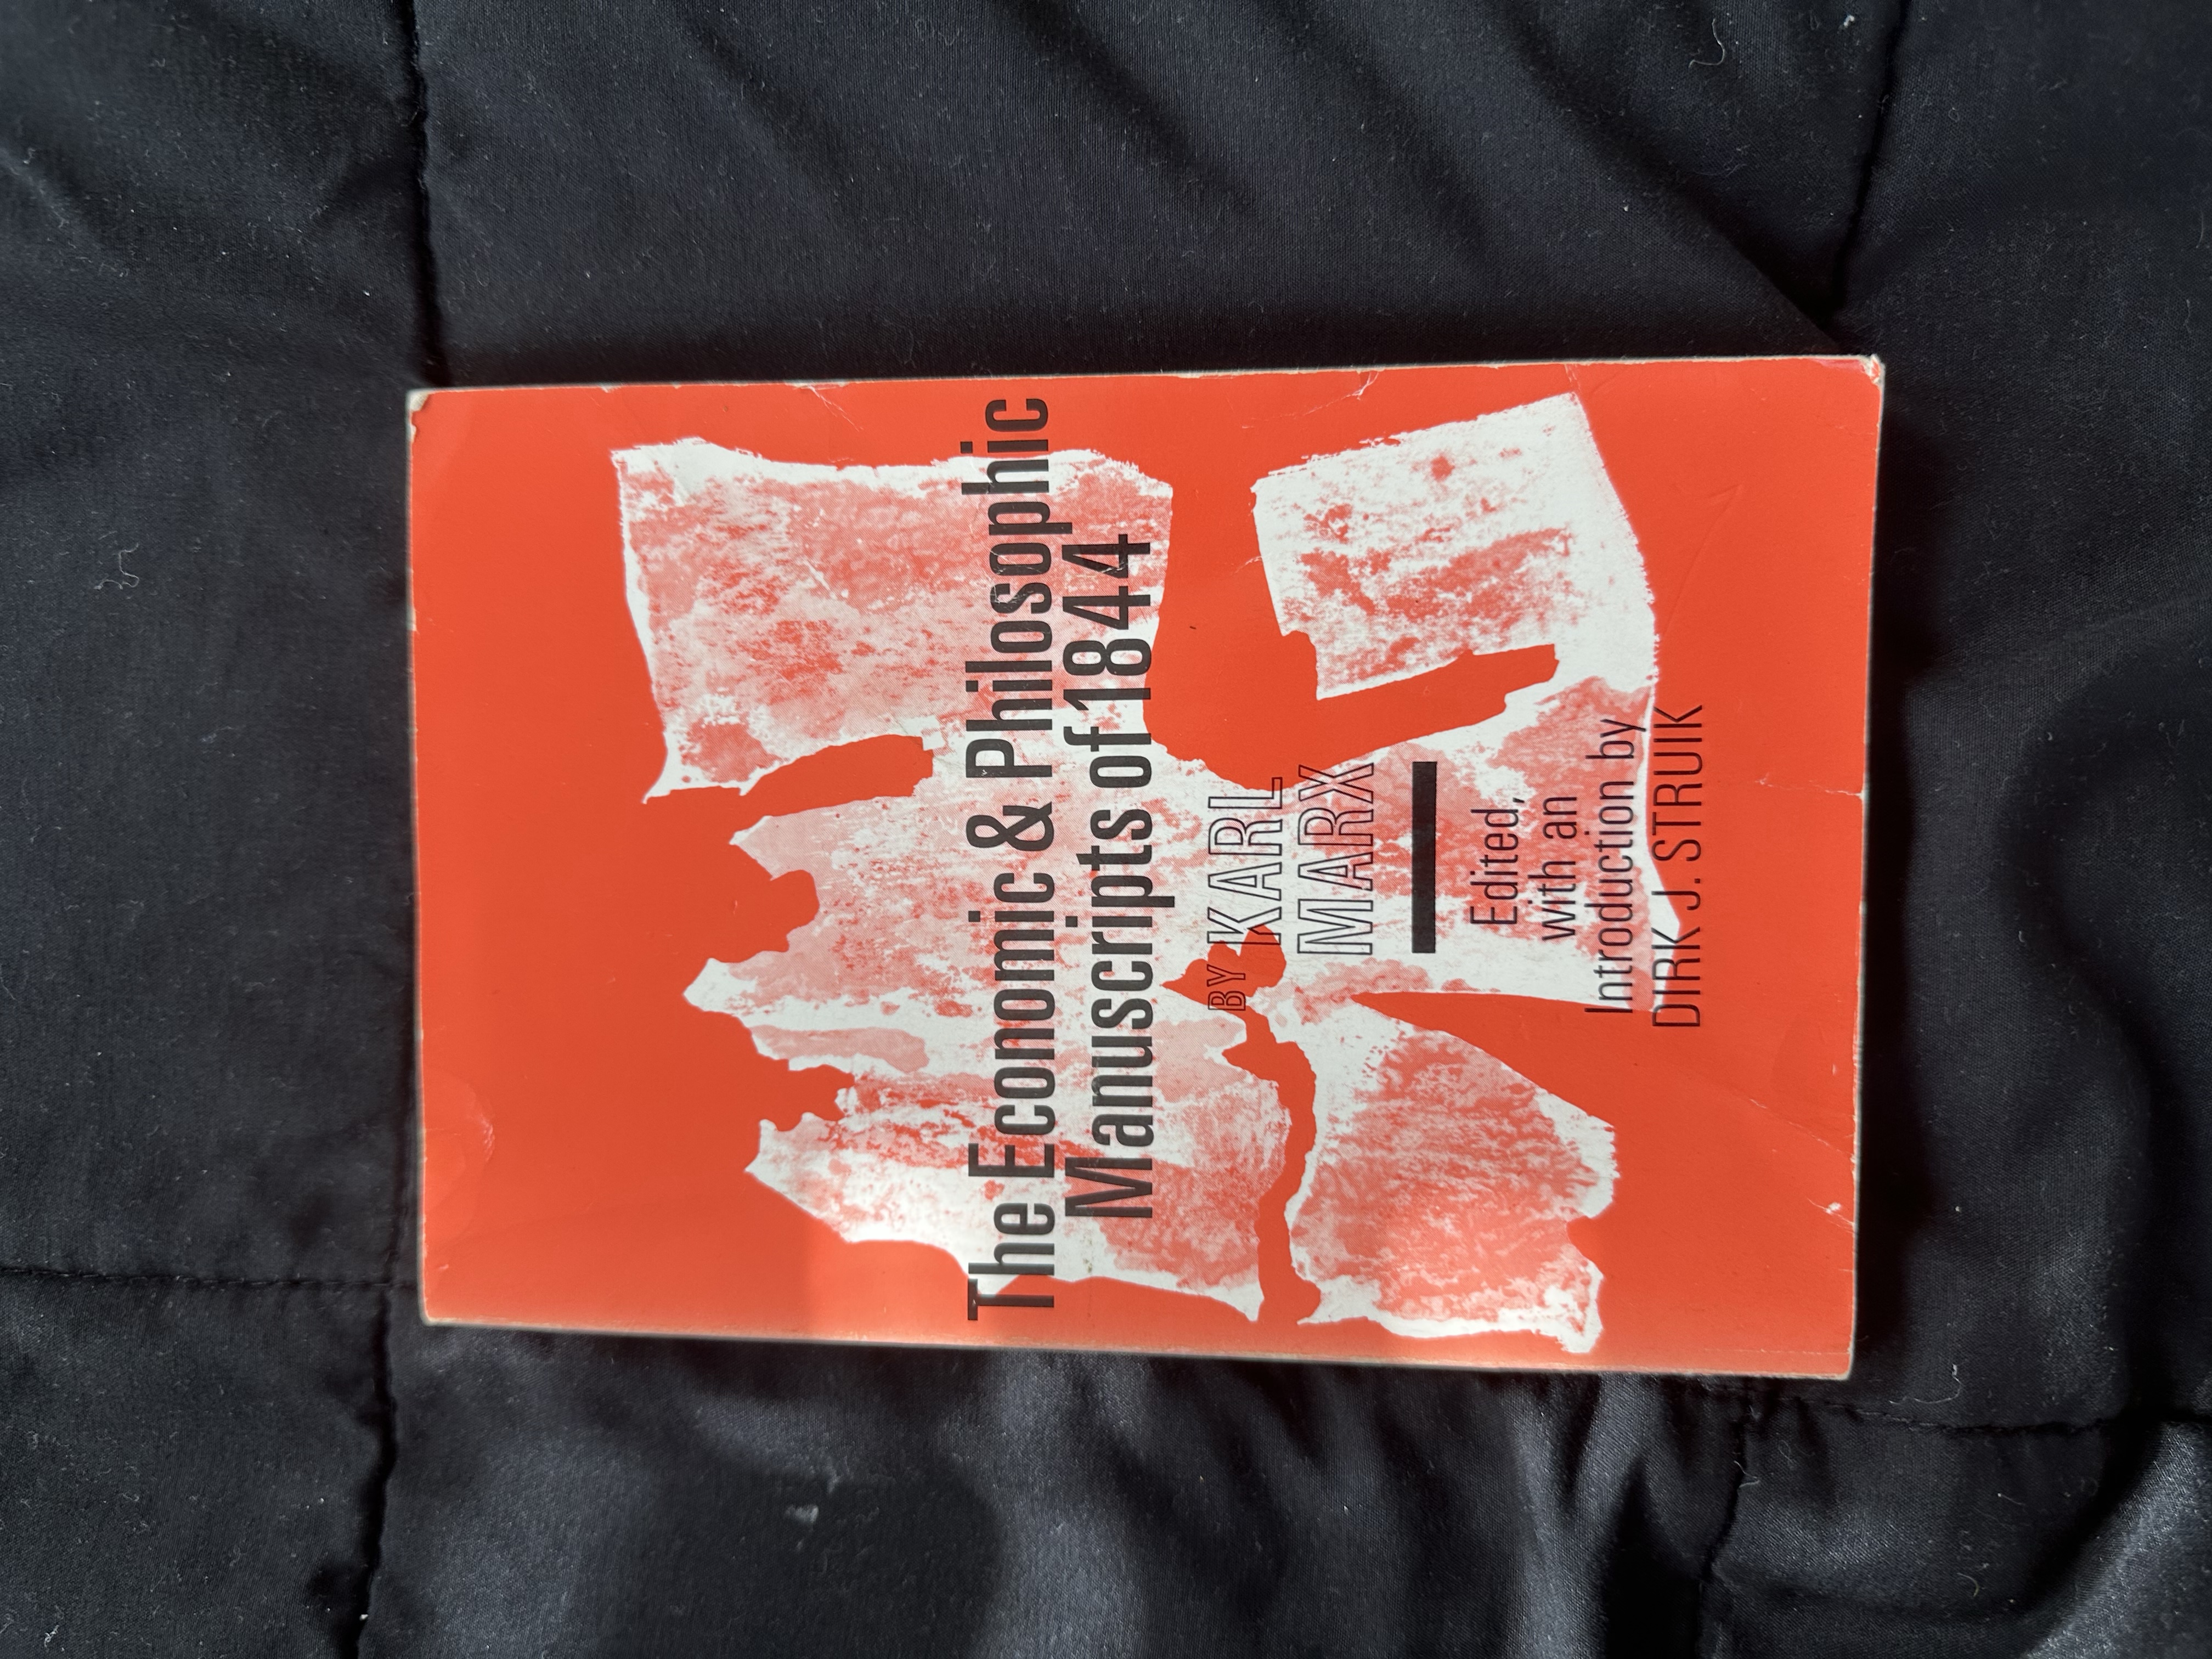 The Economic & Philosophic
Manuscripts of 1844
BY KARL
MARX
Edited,
with an
Introduction by
DIRK J. STRUIK